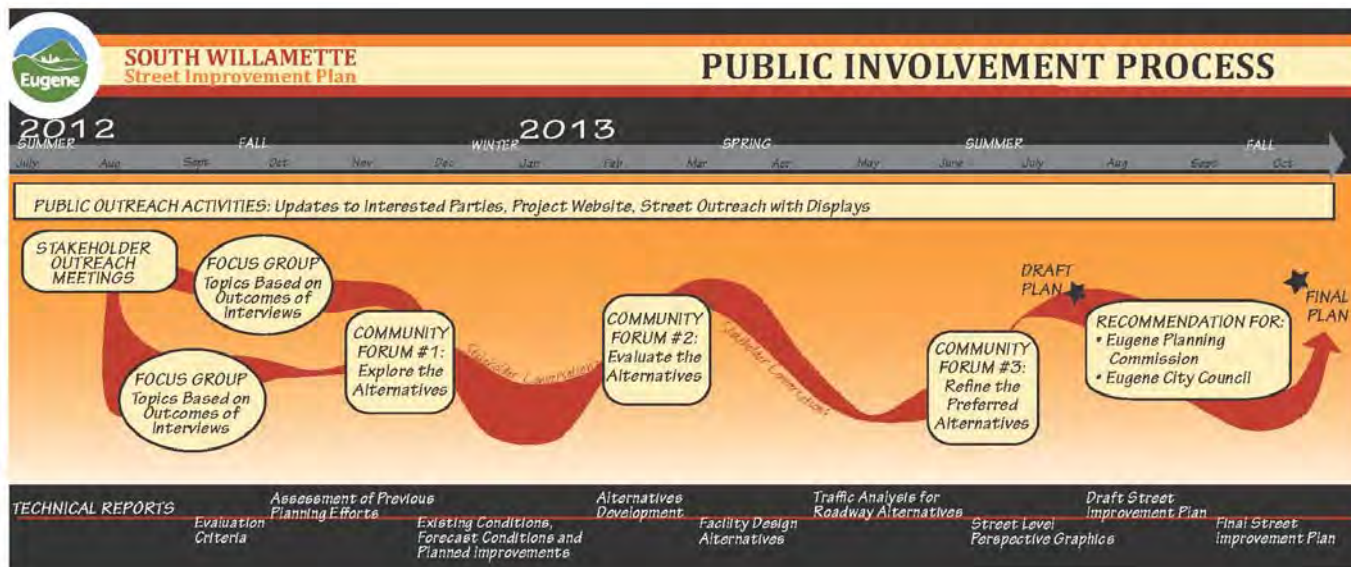 Eugene
SOUTH WILLAMETTE
Street Improvement Plan
PUBLIC INVOLVEMENT PROCESS
2012
2013
SUMMER
FALL
WINTER
SPRING
SUMMER
FALL
July Aug Sept Oct Nov Dec Jan Feb Mar Apr May June July Aug Sept Oct
PUBLIC OUTREACH ACTIVITIES: Updates to Interested Parties, Project Website, Street Outreach with Displays
STAKEHOLDER
OUTREACH
MEETINGS
FOCUS GROUP
Topics Based on
Outcomes of
Interviews
FOCUS GROUP
Topics Based on
Outcomes of
Interviews
COMMUNITY
FORUM #1:
Explore the
Alternatives
Stakeholder Conversations
COMMUNITY
FORUM #2:
Evaluate the
Alternatives
Stakeholder Conversations
COMMUNITY
FORUM #3:
Refine the
Preferred
Alternatives
DRAFT
PLAN
RECOMMENDATION FOR:
• Eugene Planning
Commission
• Eugene City Council
FINAL
PLAN
TECHNICAL REPORTS
Evaluation
Criteria
Assessment of Previous
Planning Efforts
Existing Conditions,
Forecast Conditions and
Planned Improvements
Alternatives
Development
Facility Design
Alternatives
Traffic Analysis for
Roadway Alternatives
Street Level
Perspective Graphics
Draft Street
Improvement Plan
Final Street
Improvement Plan